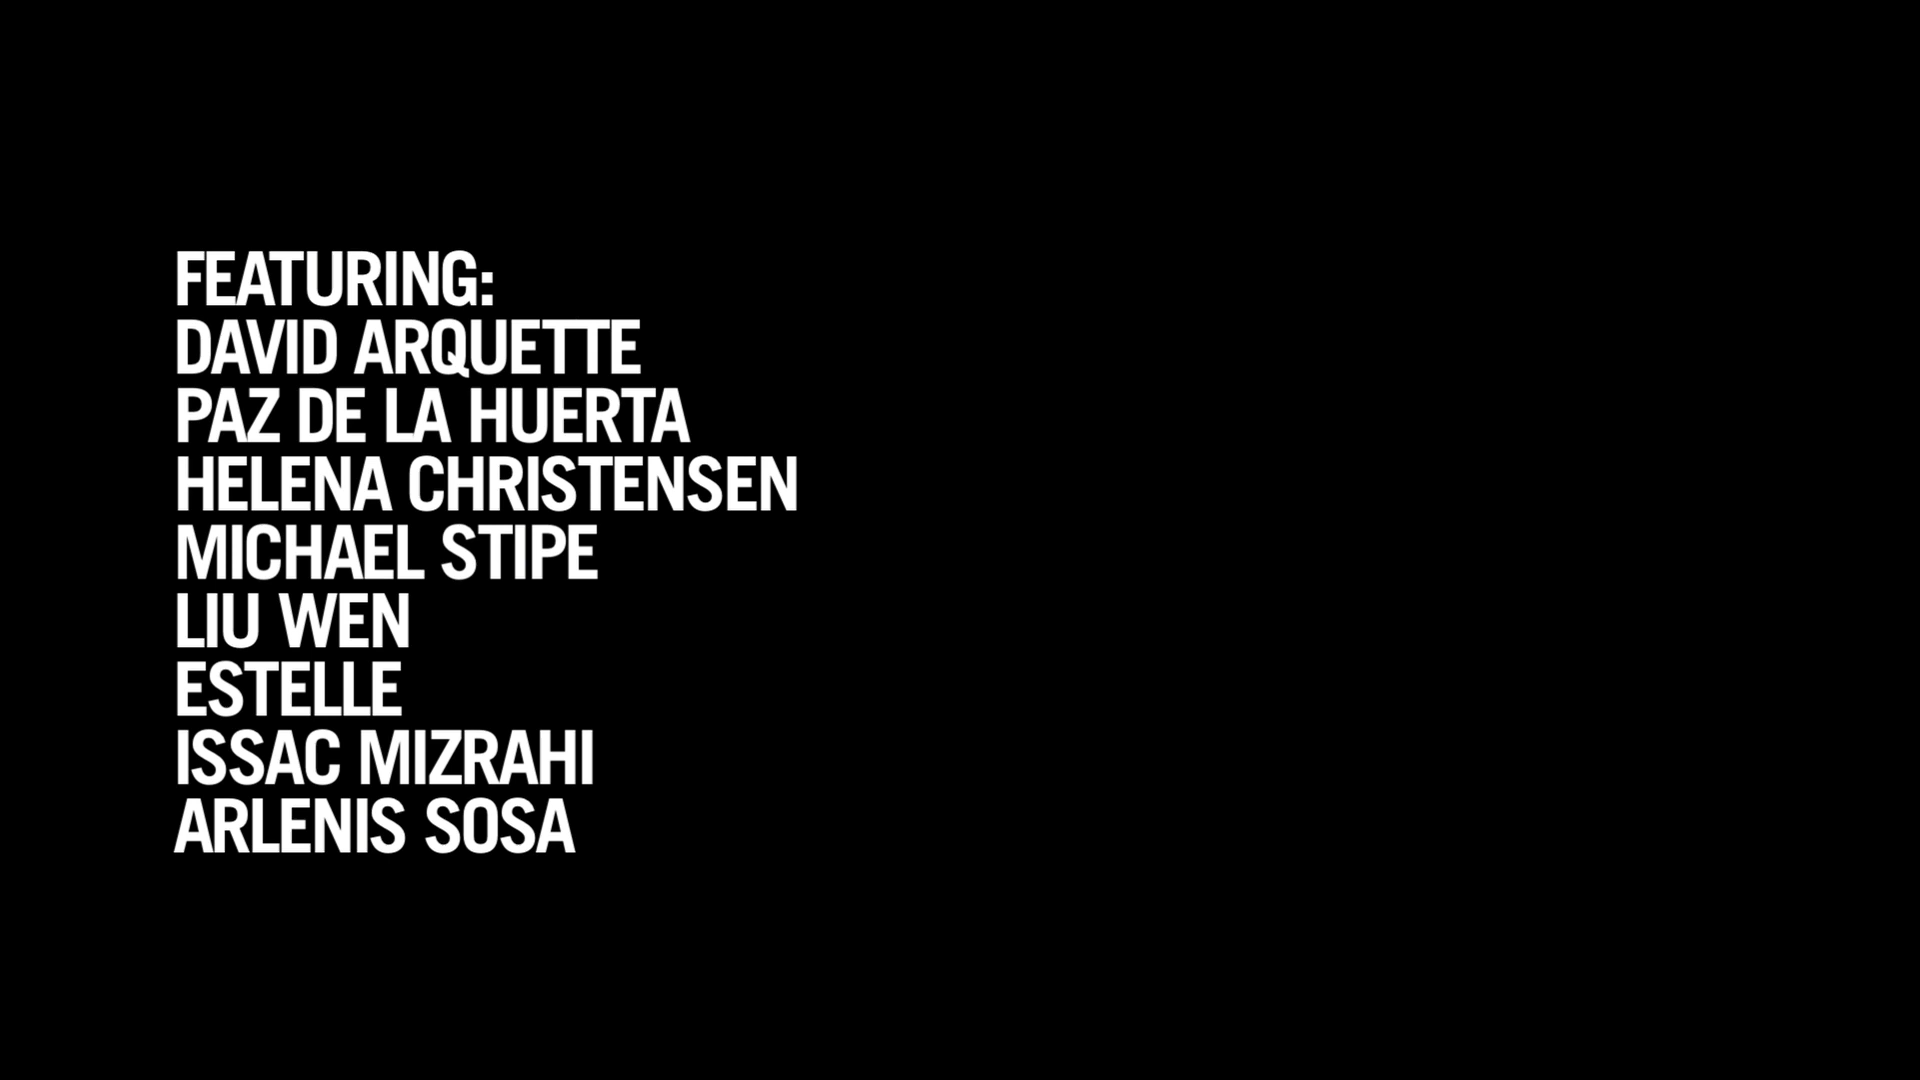 FEATURING:
DAVID ARQUETTE
PAZ DE LA HUERTA
HELENA CHRISTENSEN
MICHAEL STIPE
LIU WEN
ESTELLE
ISSAC MIZRAHI
ARLENIS SOSA